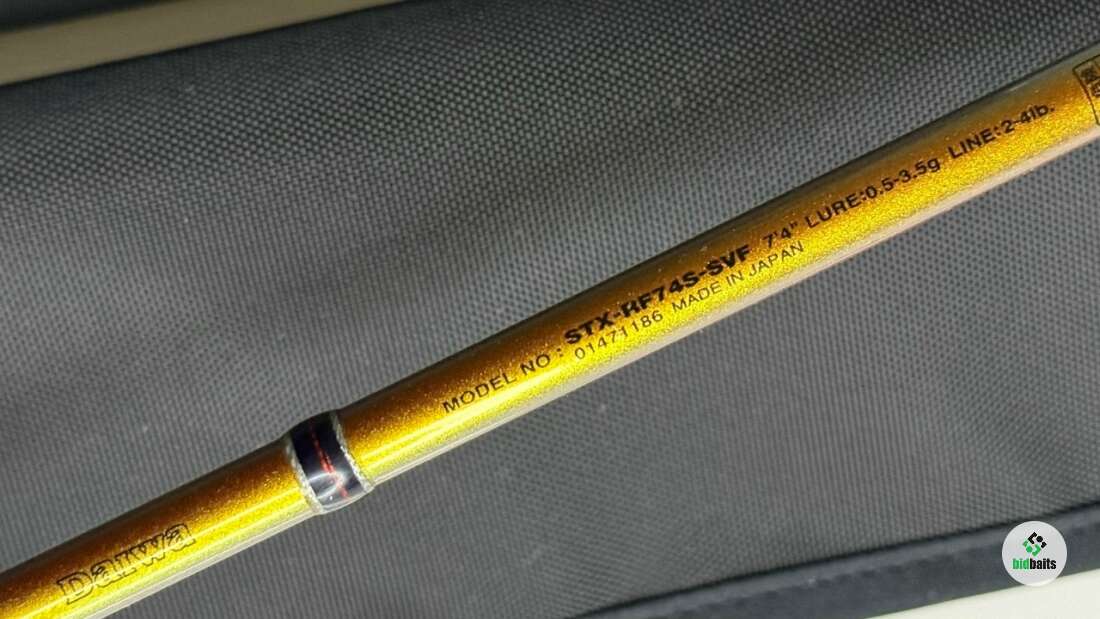 MODEL NO : STX-RF74S-SVF 7'4" LURE:0.5-3.5g LINE:2-4lb.
01471186 MADE IN JAPAN
Daiwa
bidbaits